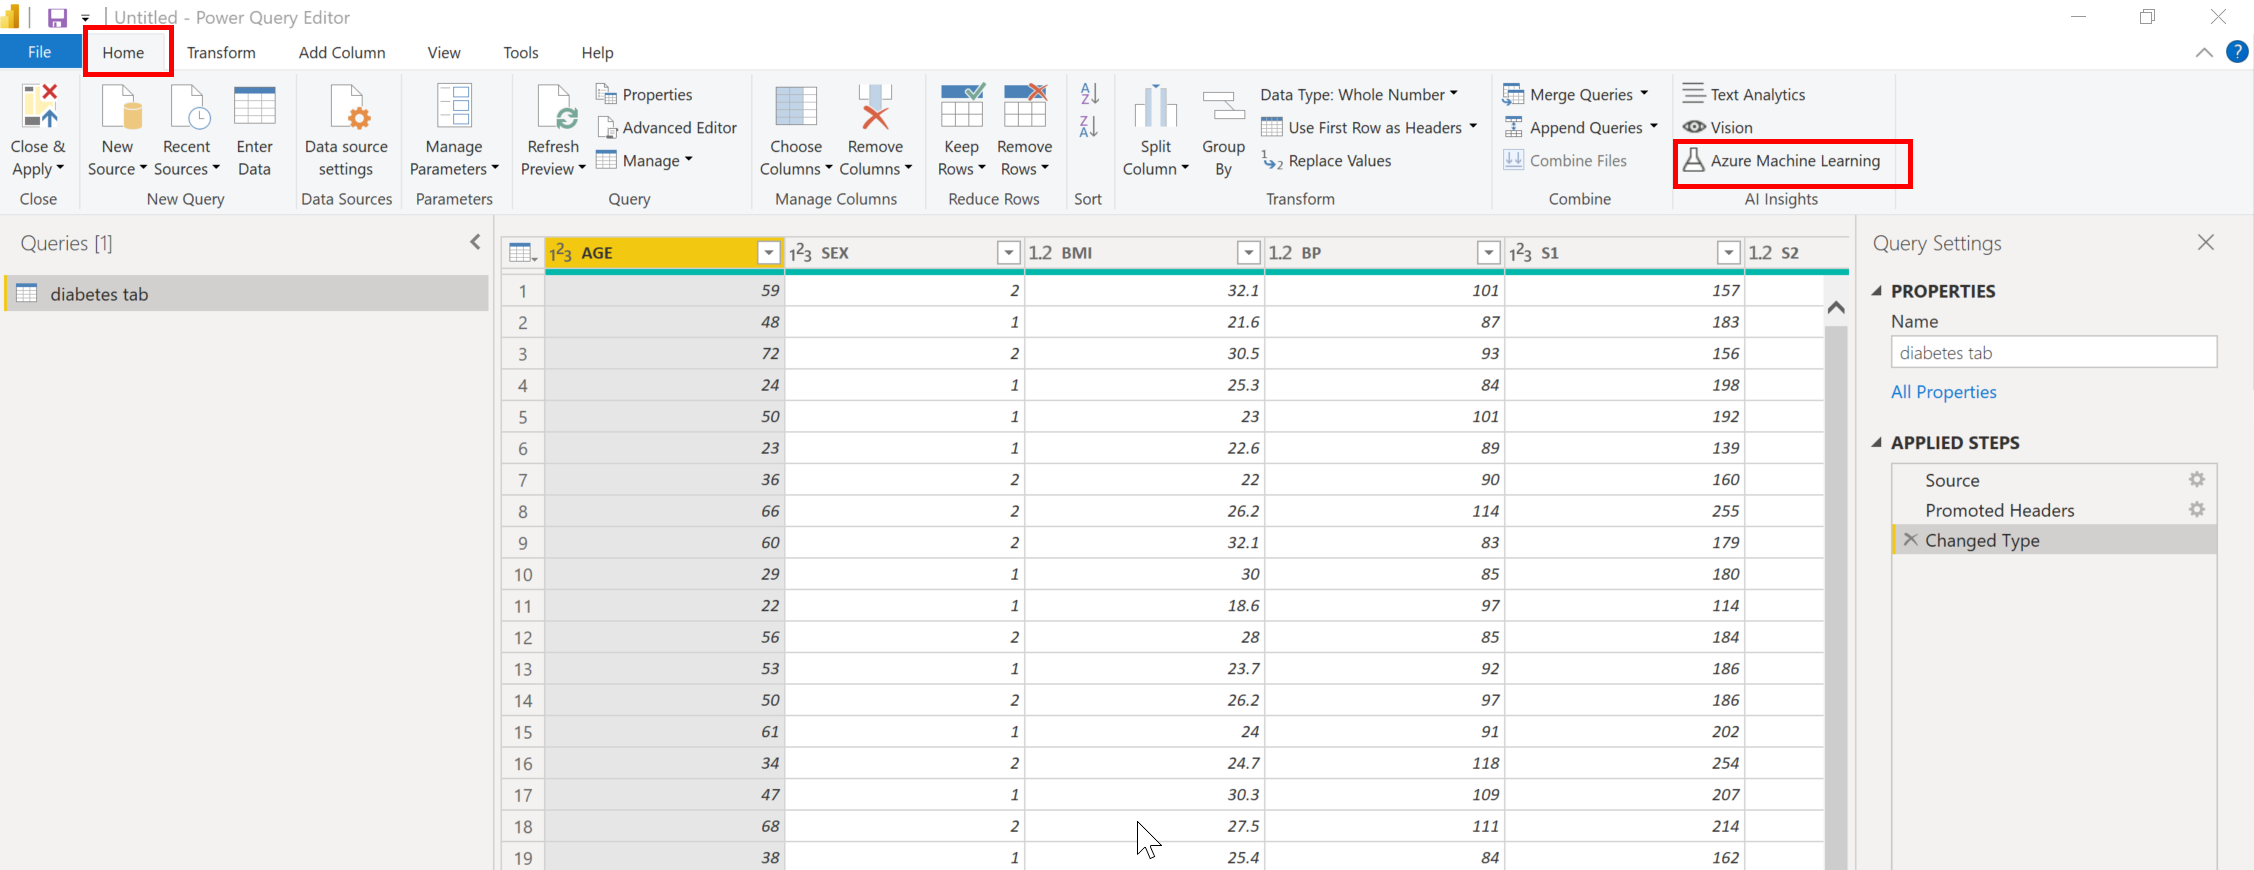 Untitled - Power Query Editor
File Home Transform Add Column View Tools Help
?
Close & Apply
New Source
Recent Sources
Enter Data
Data source settings
Manage Parameters
Refresh Preview
Properties
Advanced Editor
Manage
Choose Columns
Remove Columns
Keep Rows
Remove Rows
A Z
Z A
Split Column
Group By
Data Type: Whole Number
Use First Row as Headers
1 2 Replace Values
Merge Queries
Append Queries
Combine Files
Text Analytics
Vision
Azure Machine Learning
Close New Query Data Sources Parameters Query Manage Columns Reduce Rows Sort Transform Combine AI Insights
Queries [1]
diabetes tab
1²3 AGE 1²3 SEX 1.2 BMI 1.2 BP 1²3 S1 1.2 S2
1 59 2 32.1 101 157
2 48 1 21.6 87 183
3 72 2 30.5 93 156
4 24 1 25.3 84 198
5 50 1 23 101 192
6 23 1 22.6 89 139
7 36 2 22 90 160
8 66 2 26.2 114 255
9 60 2 32.1 83 179
10 29 1 30 85 180
11 22 1 18.6 97 114
12 56 2 28 85 184
13 53 1 23.7 92 186
14 50 2 26.2 97 186
15 61 1 24 91 202
16 34 2 24.7 118 254
17 47 1 30.3 109 207
18 68 2 27.5 111 214
19 38 1 25.4 84 162
Query Settings
PROPERTIES
Name
diabetes tab
All Properties
APPLIED STEPS
Source
Promoted Headers
Changed Type